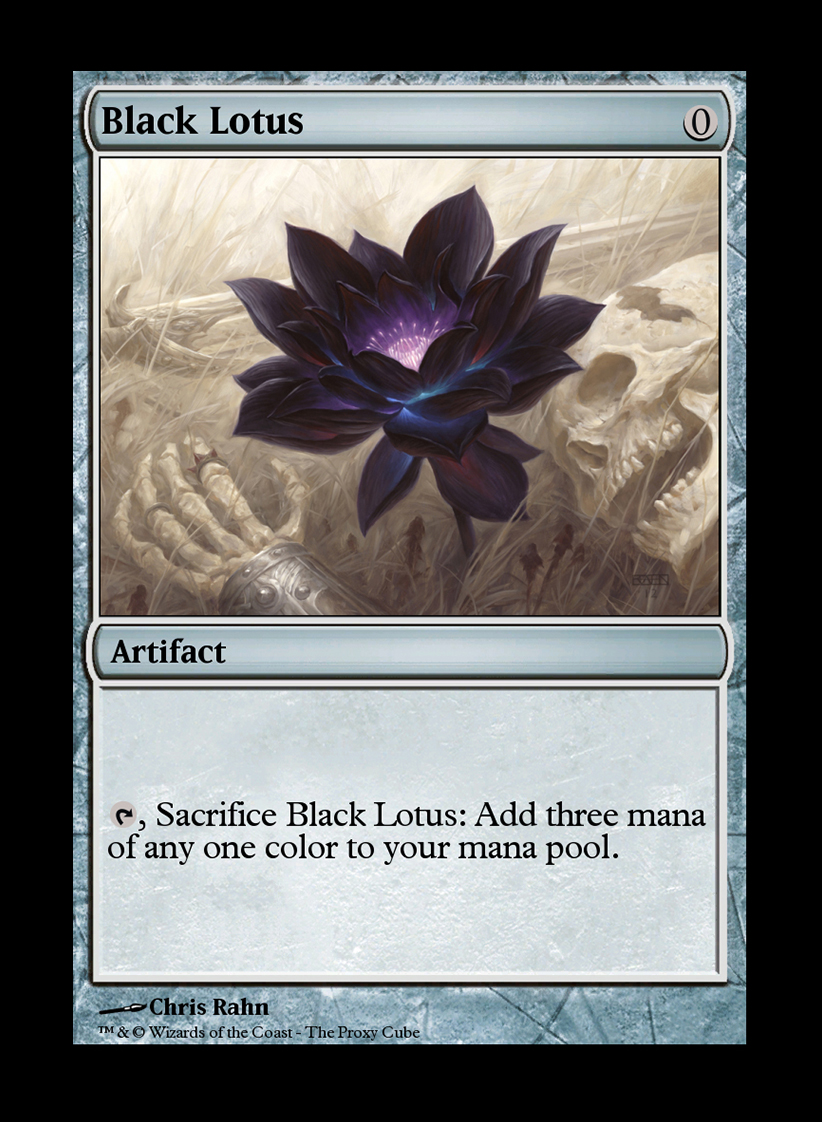 Black Lotus 0
Artifact
, Sacrifice Black Lotus: Add three mana
of any one color to your mana pool.
Chris Rahn
™ & © Wizards of the Coast - The Proxy Cube